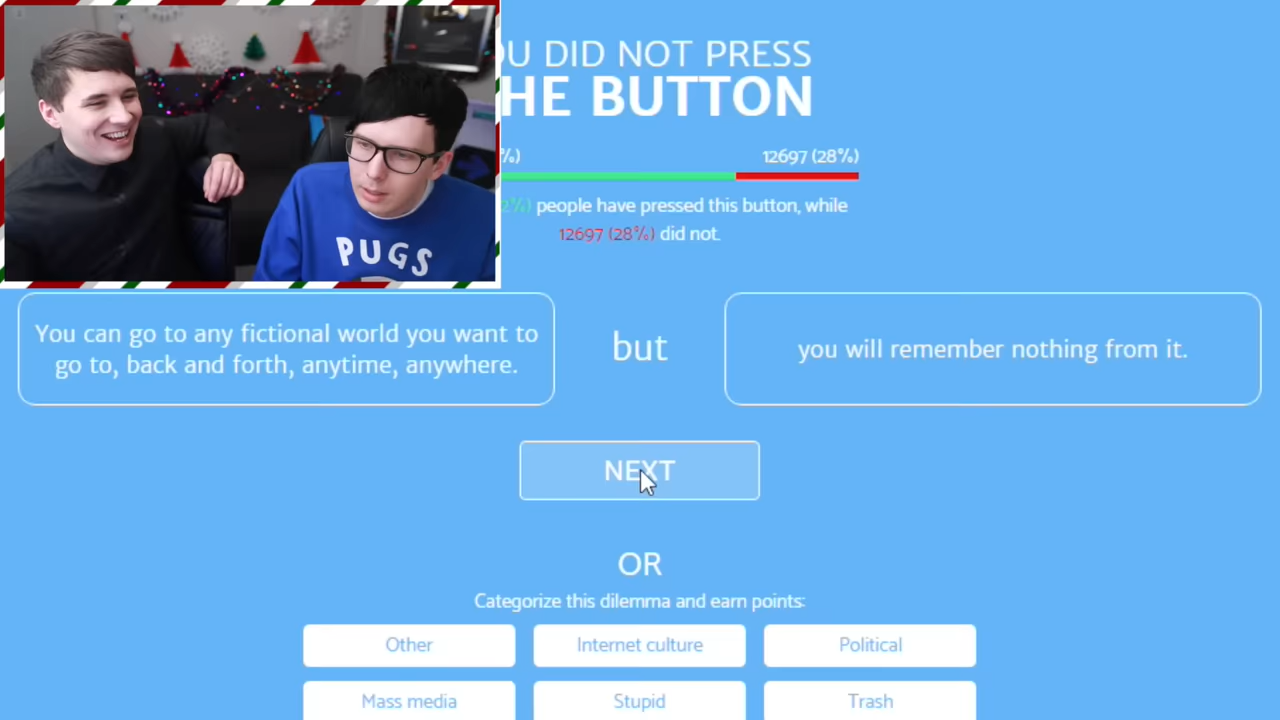 DID NOT PRESS
BUTTON
12697 (28%)
people have pressed this button, while
12697 (28%) did not.
You can go to any fictional world you want to
go to, back and forth, anytime, anywhere.
but
you will remember nothing from it.
NEXT
OR
Categorize this dilemma and earn points:
Other
Internet culture
Political
Mass media
Stupid
Trash
PUGS